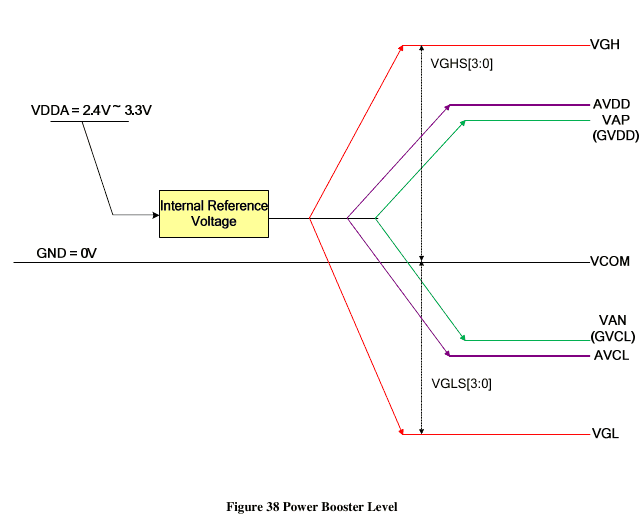 VGH
VGHS[3:0]
AVDD
VDDA = 2.4V ~ 3.3V
VAP
(GVDD)
Internal Reference
Voltage
GND = 0V
VCOM
VAN
(GVCL)
AVCL
VGLS[3:0]
VGL
Figure 38 Power Booster Level